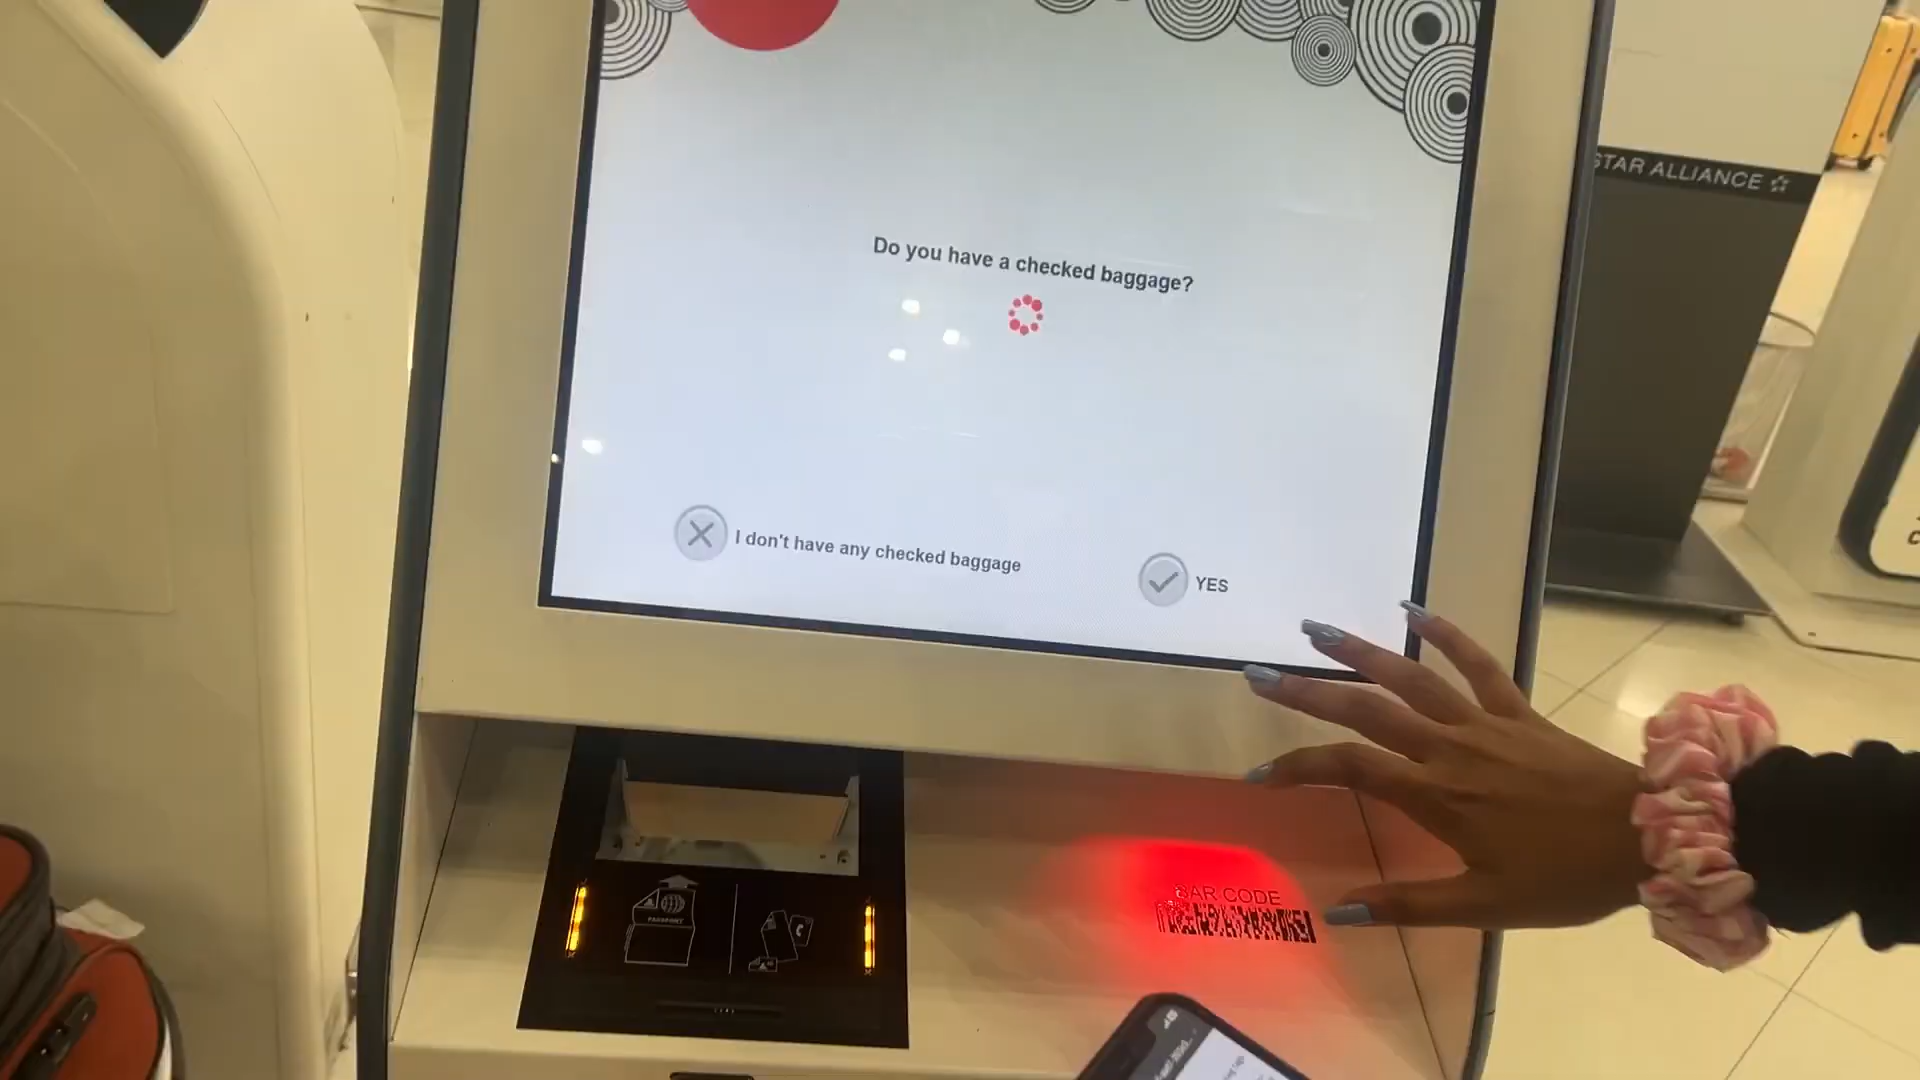 STAR ALLIANCE
Do you have a checked baggage?
I don't have any checked baggage
YES
BAR CODE
PASSPORT